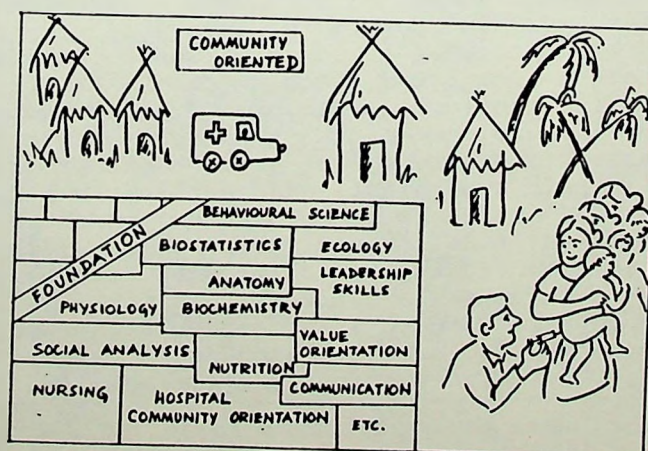 COMMUNITY
ORIENTED
FOUNDATION
BEHAVIOURAL SCIENCE
BIOSTATISTICS
ECOLOGY
ANATOMY
LEADERSHIP
SKILLS
PHYSIOLOGY
BIOCHEMISTRY
SOCIAL ANALYSIS
VALUE
ORIENTATION
NUTRITION
NURSING
COMMUNICATION
HOSPITAL
COMMUNITY ORIENTATION
ETC.